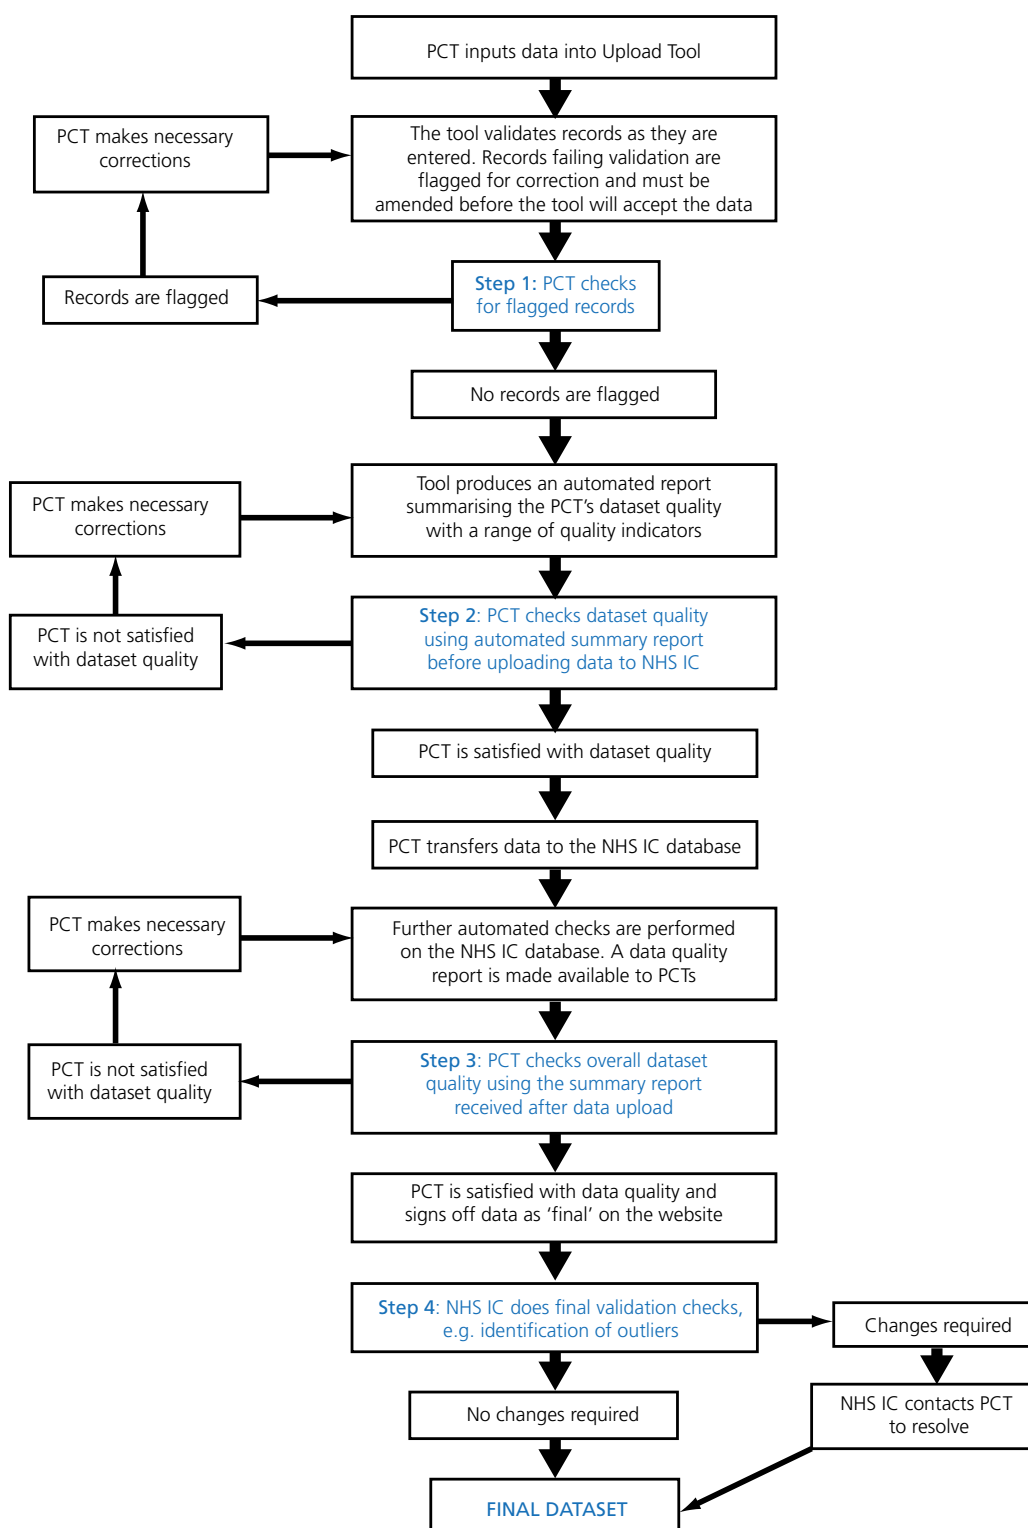 PCT inputs data into Upload Tool
PCT makes necessary
corrections
The tool validates records as they are
entered. Records failing validation are
flagged for correction and must be
amended before the tool will accept the data
Records are flagged
Step 1: PCT checks
for flagged records
No records are flagged
PCT makes necessary
corrections
Tool produces an automated report
summarising the PCT’s dataset quality
with a range of quality indicators
PCT is not satisfied
with dataset quality
Step 2: PCT checks dataset quality
using automated summary report
before uploading data to NHS IC
PCT is satisfied with dataset quality
PCT transfers data to the NHS IC database
PCT makes necessary
corrections
Further automated checks are performed
on the NHS IC database. A data quality
report is made available to PCTs
PCT is not satisfied
with dataset quality
Step 3: PCT checks overall dataset
quality using the summary report
received after data upload
PCT is satisfied with data quality and
signs off data as ‘final’ on the website
Step 4: NHS IC does final validation checks,
e.g. identification of outliers
Changes required
No changes required
NHS IC contacts PCT
to resolve
FINAL DATASET